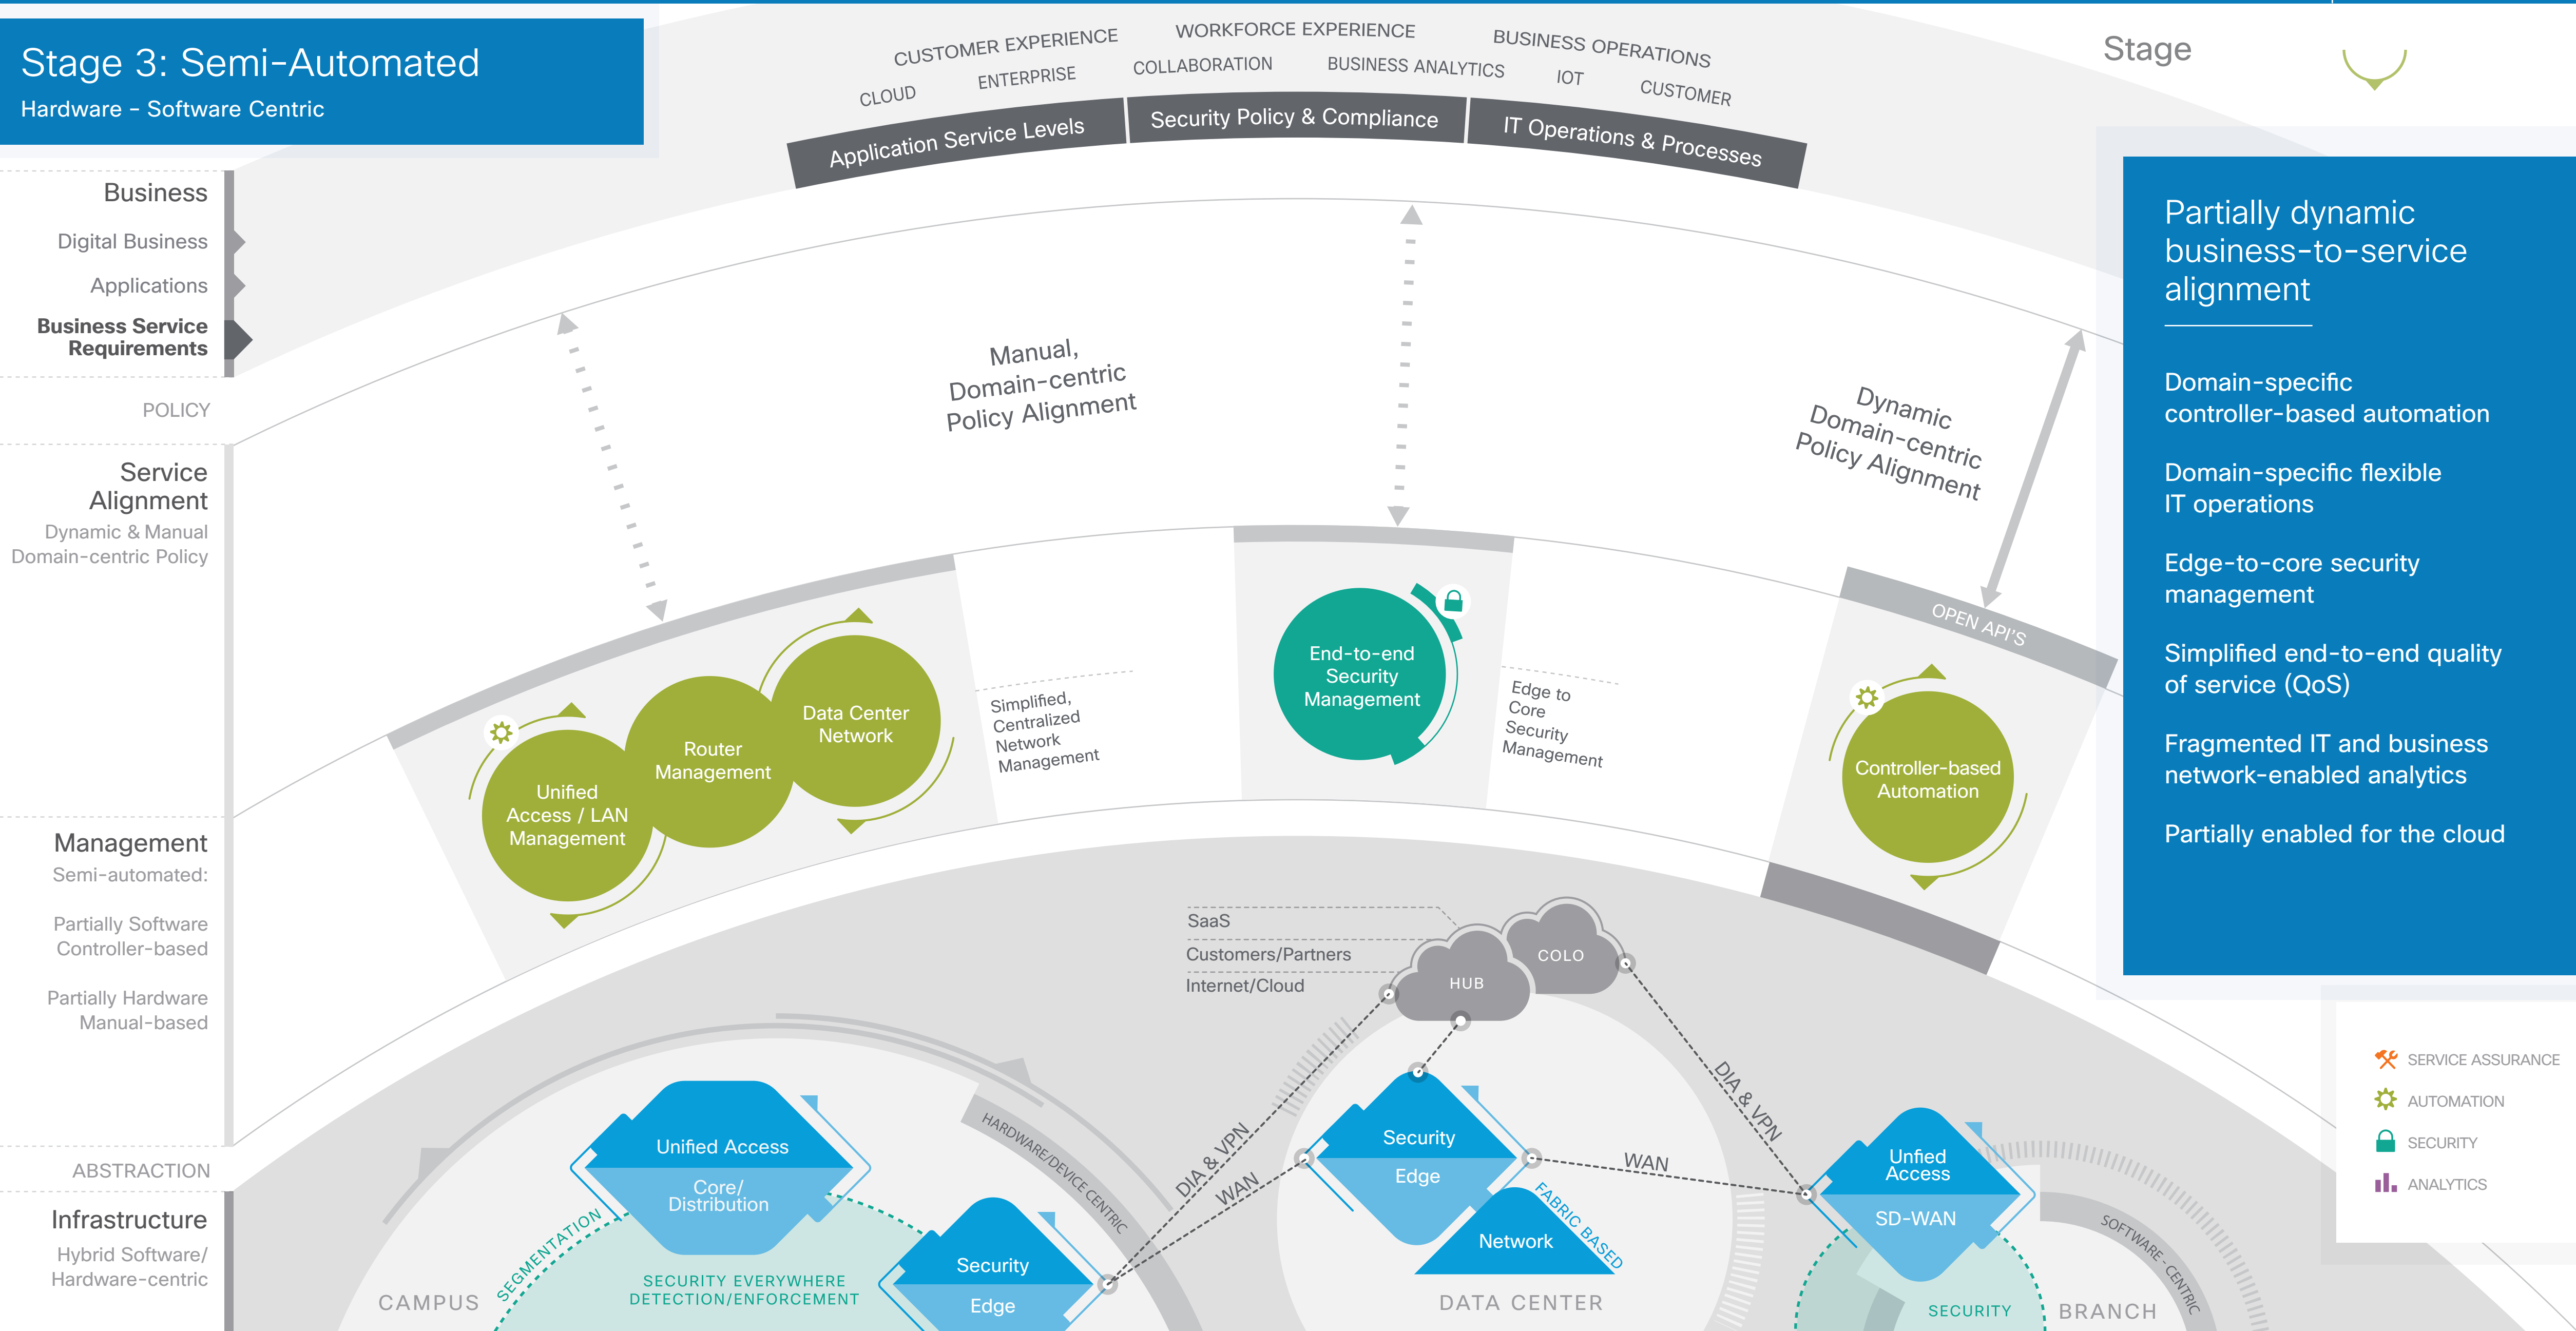 Stage 3: Semi-Automated
Hardware - Software Centric
CUSTOMER EXPERIENCE
WORKFORCE EXPERIENCE
BUSINESS OPERATIONS
CLOUD
ENTERPRISE
COLLABORATION
BUSINESS ANALYTICS
IOT
CUSTOMER
Application Service Levels
Security Policy & Compliance
IT Operations & Processes
Stage
Business
Digital Business
Applications
Business Service
Requirements
POLICY
Service
Alignment
Dynamic & Manual
Domain-centric Policy
Management
Semi-automated:
Partially Software
Controller-based
Partially Hardware
Manual-based
ABSTRACTION
Infrastructure
Hybrid Software/
Hardware-centric
Manual,
Domain-centric
Policy Alignment
Dynamic
Domain-centric
Policy Alignment
Unified
Access / LAN
Management
Router
Management
Data Center
Network
Simplified,
Centralized
Network
Management
End-to-end
Security
Management
Edge to
Core
Security
Management
OPEN API'S
Controller-based
Automation
SaaS
Customers/Partners
Internet/Cloud
HUB
COLO
Unified Access
Core/
Distribution
HARDWARE/DEVICE CENTRIC
SEGMENTATION
SECURITY EVERYWHERE
DETECTION/ENFORCEMENT
CAMPUS
Security
Edge
DIA & VPN
WAN
Security
Edge
Network
FABRIC BASED
DATA CENTER
WAN
DIA & VPN
Unfied
Access
SD-WAN
SOFTWARE - CENTRIC
SECURITY
BRANCH
Partially dynamic
business-to-service
alignment
Domain-specific
controller-based automation
Domain-specific flexible
IT operations
Edge-to-core security
management
Simplified end-to-end quality
of service (QoS)
Fragmented IT and business
network-enabled analytics
Partially enabled for the cloud
SERVICE ASSURANCE
AUTOMATION
SECURITY
ANALYTICS